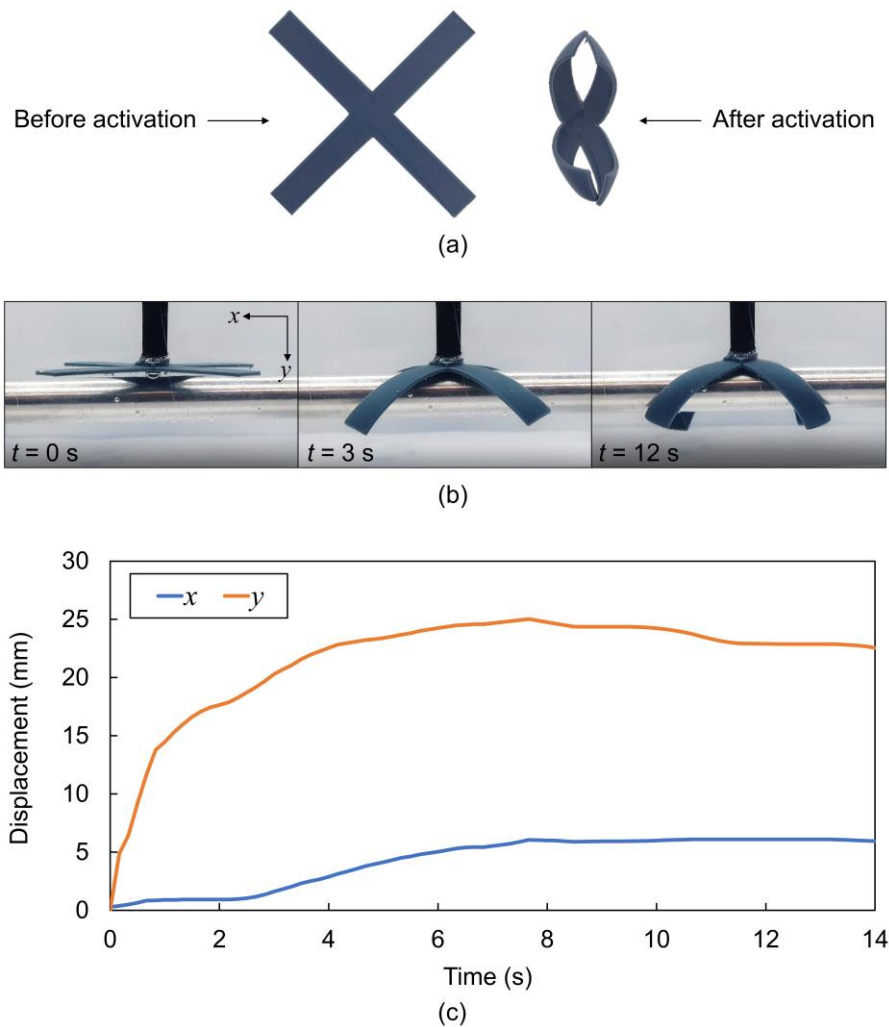 Before activation
After activation
(a)
x
y
t = 0 s
t = 3 s
t = 12 s
(b)
30
25
20
15
10
5
0
Displacement (mm)
x
y
0 2 4 6 8 10 12 14
Time (s)
(c)